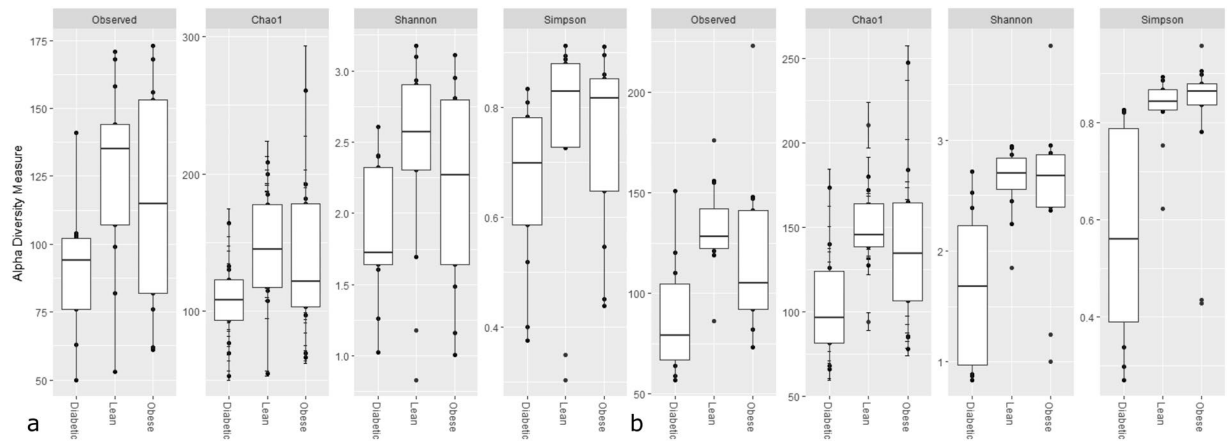 Observed
Chao1
Shannon
Simpson
Observed
Chao1
Shannon
Simpson
Alpha Diversity Measure
175
150
125
100
75
50
300
200
100
3.0
2.5
2.0
1.5
1.0
0.8
0.6
0.4
200
150
100
50
250
200
150
100
50
3
2
1
0.8
0.6
0.4
a
Diabetic
Lean
Obese
Diabetic
Lean
Obese
Diabetic
Lean
Obese
Diabetic
Lean
Obese
b
Diabetic
Lean
Obese
Diabetic
Lean
Obese
Diabetic
Lean
Obese
Diabetic
Lean
Obese